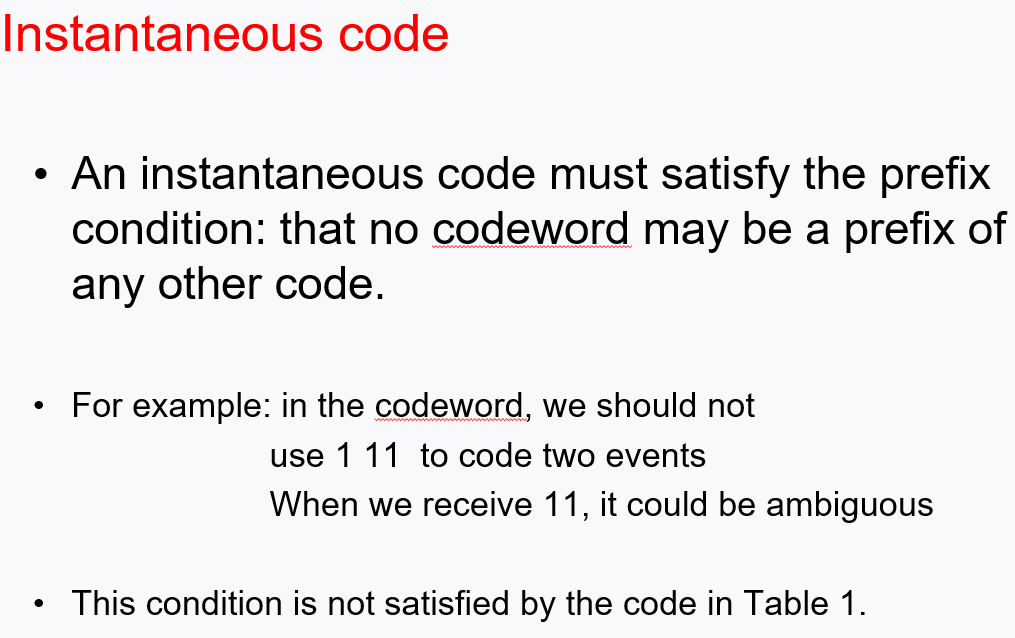 Instantaneous code
• An instantaneous code must satisfy the prefix
condition: that no codeword may be a prefix of
any other code.
• For example: in the codeword, we should not
use 1 11 to code two events
When we receive 11, it could be ambiguous
• This condition is not satisfied by the code in Table 1.